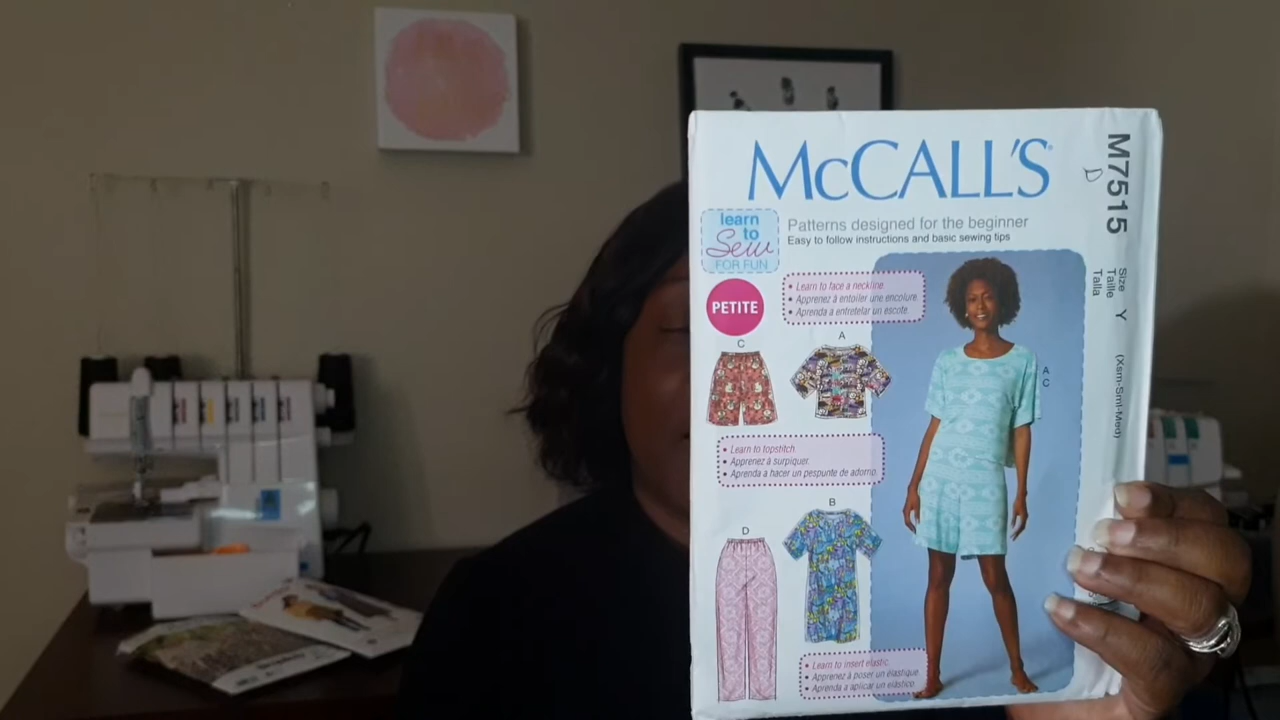 McCALL'S
M7515
D
learn
to
Sew
FOR FUN
Patterns designed for the beginner
Easy to follow instructions and basic sewing tips
Size Y (Xsm-Sml-Med)
Taille
Talla
PETITE
• Learn to face a neckline.
• Apprenez à entoiler une encolure.
• Aprenda a entretelar un escote.
C
A
A
C
• Learn to topstitch.
• Apprenez à surpiquer.
• Aprenda a hacer un pespunte de adorno.
B
D
• Learn to insert elastic.
• Apprenez à poser un élastique.
• Aprenda a aplicar un elástico.